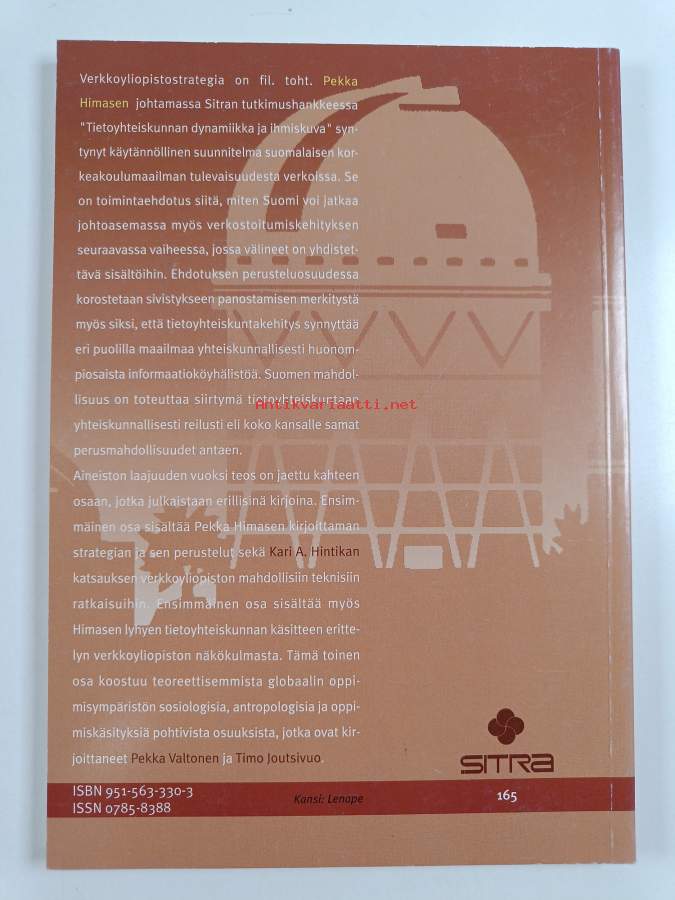 Verkkoyliopistostrategia on fil. toht. Pekka
Himasen johtamassa Sitran tutkimushankkeessa
"Tietoyhteiskunnan dynamiikka ja ihmiskuva" syn-
tynyt käytännöllinen suunnitelma suomalaisen kor-
keakoulumaailman tulevaisuudesta verkoissa. Se
on toimintaehdotus siitä, miten Suomi voi jatkaa
johtoasemassa myös verkostoitumiskehityksen
seuraavassa vaiheessa, jossa välineet on yhdistet-
tävä sisältöihin. Ehdotuksen perusteluosuudessa
korostetaan sivistykseen panostamisen merkitystä
myös siksi, että tietoyhteiskuntakehitys synnyttää
eri puolilla maailmaa yhteiskunnallisesti huonom-
piosaista informaatioköyhälistöä. Suomen mahdol-
lisuus on toteuttaa siirtymä tietoyhteiskuntaan
Antikvariaatti.net
yhteiskunnallisesti reilusti eli koko kansalle samat
perusmahdollisuudet antaen.
Aineiston laajuuden vuoksi teos on jaettu kahteen
osaan, jotka julkaistaan erillisinä kirjoina. Ensim-
mäinen osa sisältää Pekka Himasen kirjoittaman
strategian ja sen perustelut sekä Kari A. Hintikan
katsauksen verkkoyliopiston mahdollisiin teknisiin
ratkaisuihin. Ensimmäinen osa sisältää myös
Himasen lyhyen tietoyhteiskunnan käsitteen eritte-
lyn verkkoyliopiston näkökulmasta. Tämä toinen
osa koostuu teoreettisemmista globaalin oppi-
misympäristön sosiologisia, antropologisia ja oppi-
miskäsityksiä pohtivista osuuksista, jotka ovat kir-
joittaneet Pekka Valtonen ja Timo Joutsivuo.
SITRA
ISBN 951-563-330-3
ISSN 0785-8388
Kansi: Lenope
165